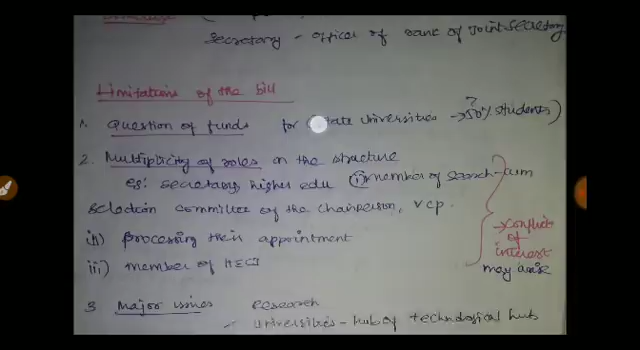 Secretary - officer of rank of Joint Secretary
Limitations of the bill
1. Question of funds for State Universities → 50% students)
2. Multiplicity of roles in the structure
eg: Secretary, higher edu (i) member of search-cum
selection committee of the chairperson, vcp.
ii) processing their appointment
iii) member of HECI
→ conflicts
of
interest
may arise
3 Major issues Research
Universities - hub of technological hubs